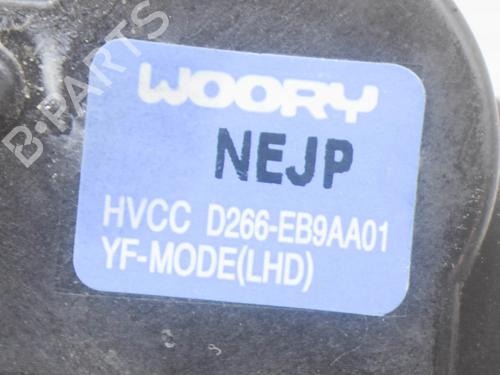 WOORY
NEJP
HVCC D266-EB9AA01
YF-MODE(LHD)
B-PARTS